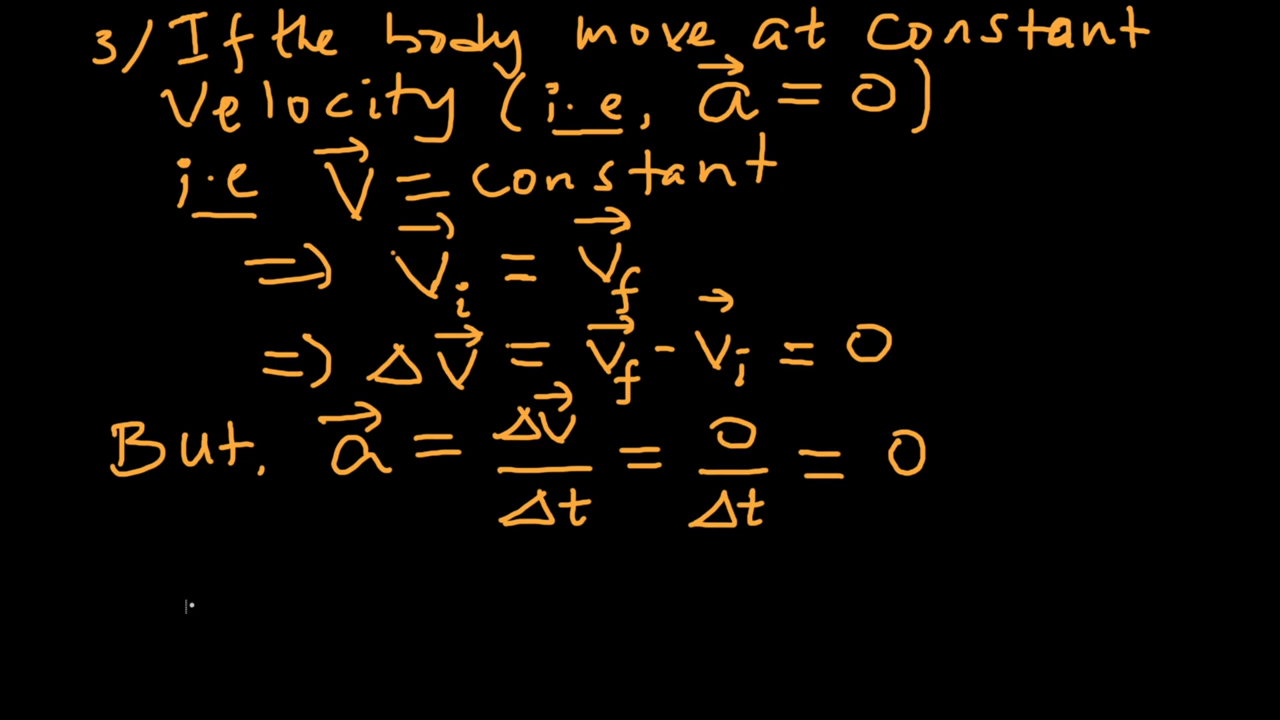 3/ If the body move at constant
velocity (i.e, a⃗ = 0)
i.e V⃗ = constant
=> V⃗i = V⃗f
=> ΔV⃗ = V⃗f - V⃗i = 0
But, a⃗ = ΔV⃗/Δt = 0/Δt = 0